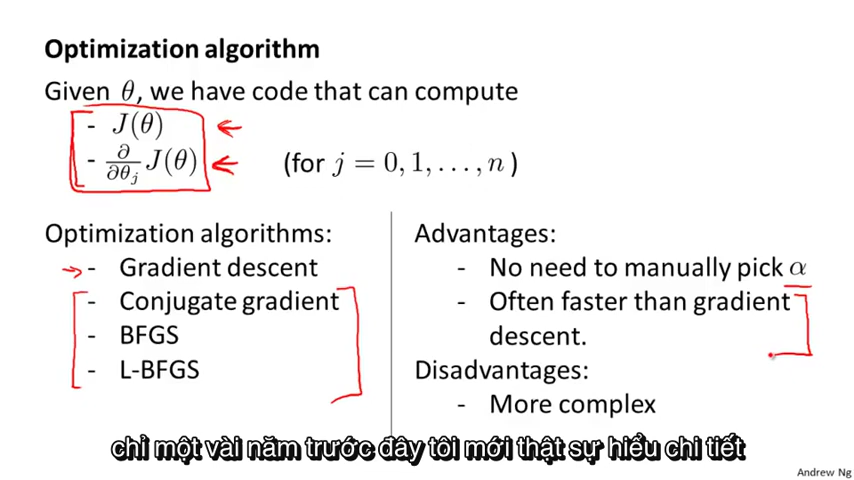 Optimization algorithm
Given θ, we have code that can compute
- J(θ)
- ∂/∂θⱼ J(θ) (for j = 0, 1, . . . , n )
Optimization algorithms:
- Gradient descent
- Conjugate gradient
- BFGS
- L-BFGS
Advantages:
- No need to manually pick α
- Often faster than gradient
descent.
Disadvantages:
- More complex
chỉ một vài năm trước đây tôi mới thật sự hiểu chi tiết
Andrew Ng